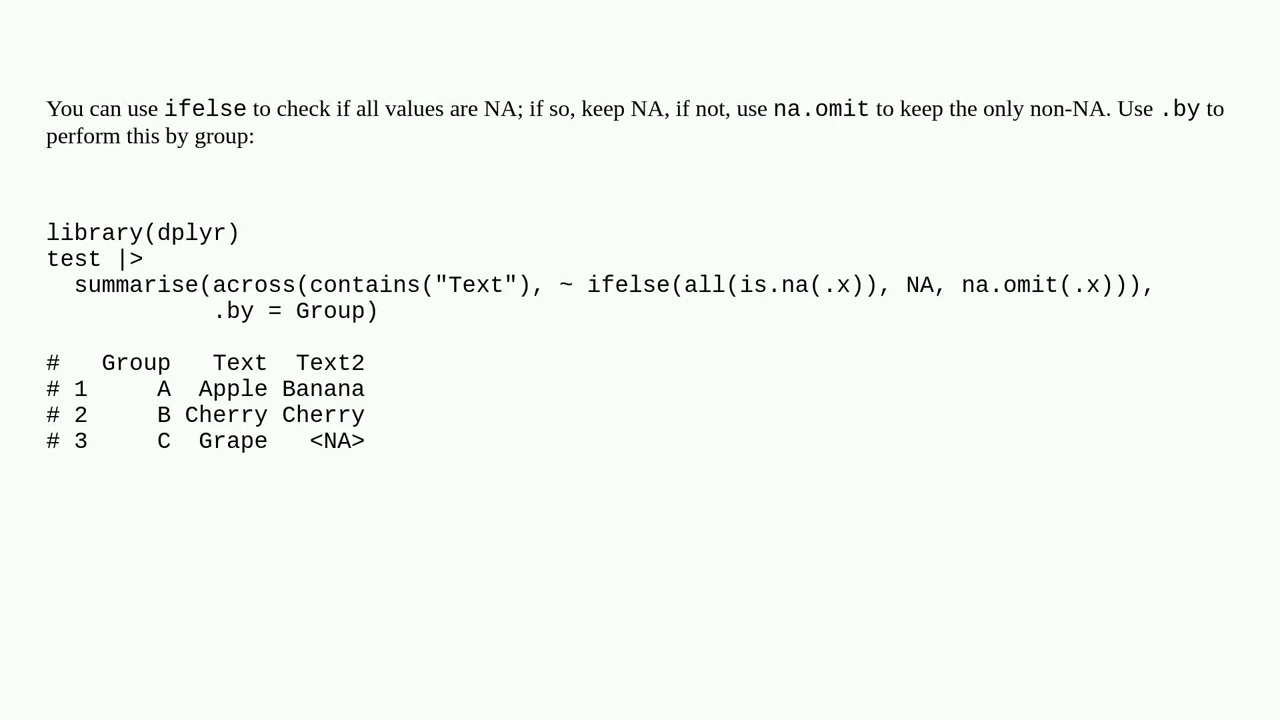 You can use ifelse to check if all values are NA; if so, keep NA, if not, use na.omit to keep the only non-NA. Use .by to
perform this by group:
library(dplyr)
test |>
  summarise(across(contains("Text"), ~ ifelse(all(is.na(.x)), NA, na.omit(.x))),
            .by = Group)
#   Group   Text  Text2
# 1     A  Apple Banana
# 2     B Cherry Cherry
# 3     C  Grape   <NA>